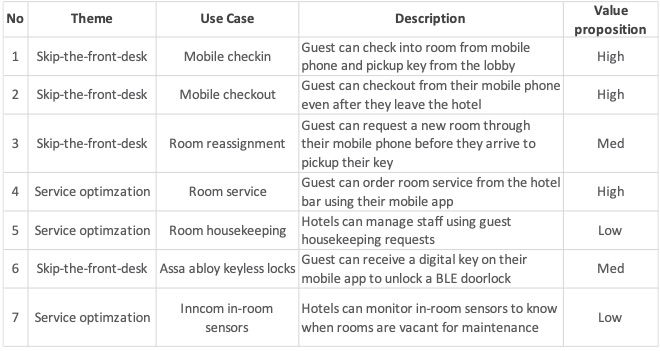 No Theme Use Case Description Value proposition
1 Skip-the-front-desk Mobile checkin Guest can check into room from mobile
phone and pickup key from the lobby High
2 Skip-the-front-desk Mobile checkout Guest can checkout from their mobile phone
even after they leave the hotel High
3 Skip-the-front-desk Room reassignment Guest can request a new room through
their mobile phone before they arrive to
pickup their key Med
4 Service optimzation Room service Guest can order room service from the hotel
bar using their mobile app High
5 Service optimzation Room housekeeping Hotels can manage staff using guest
housekeeping requests Low
6 Skip-the-front-desk Assa abloy keyless locks Guest can receive a digital key on their
mobile app to unlock a BLE doorlock Med
7 Service optimzation Inncom in-room
sensors Hotels can monitor in-room sensors to know
when rooms are vacant for maintenance Low